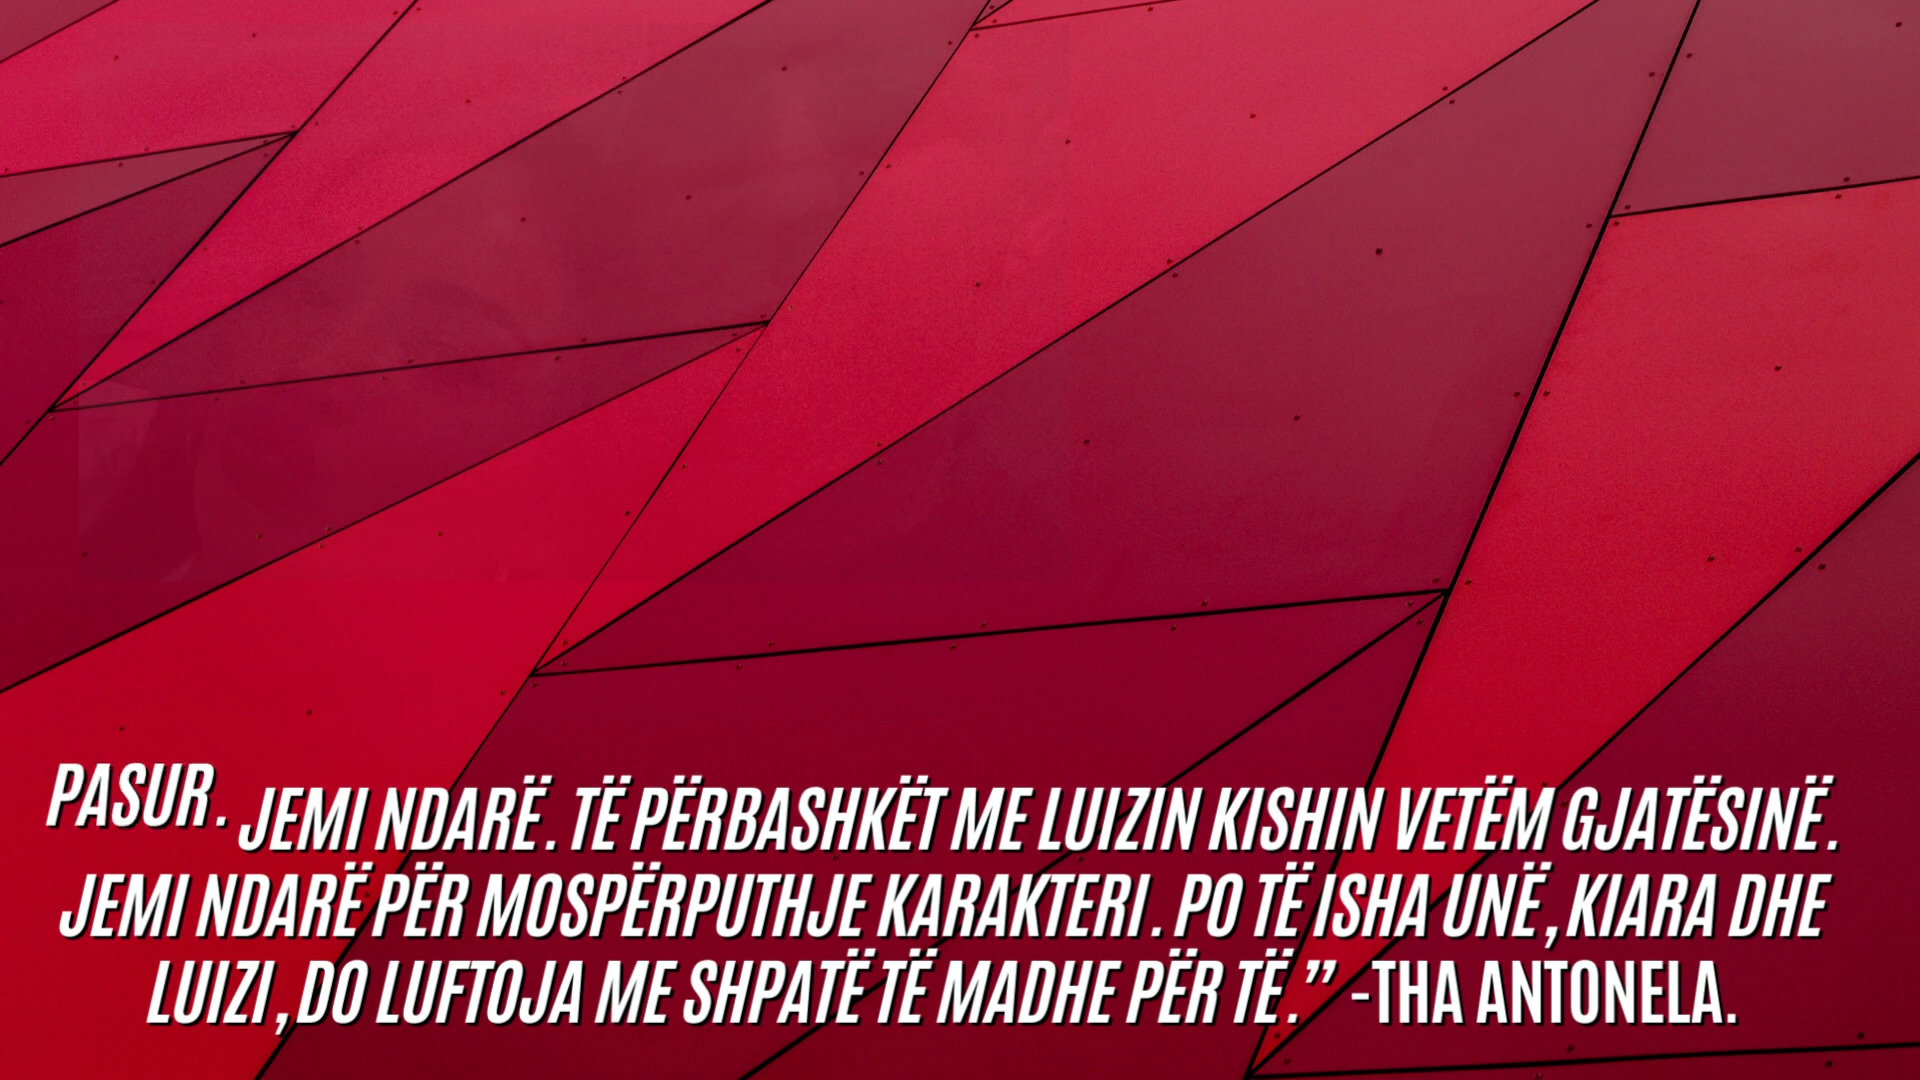 PASUR. JEMI NDARË. TË PËRBASHKËT ME LUIZIN KISHIN VETËM GJATËSINË.
JEMI NDARË PËR MOSPËRPUTHJE KARAKTERI. PO TË ISHA UNË, KIARA DHE
LUIZI, DO LUFTOJA ME SHPATË TË MADHE PËR TË.” -THA ANTONELA.